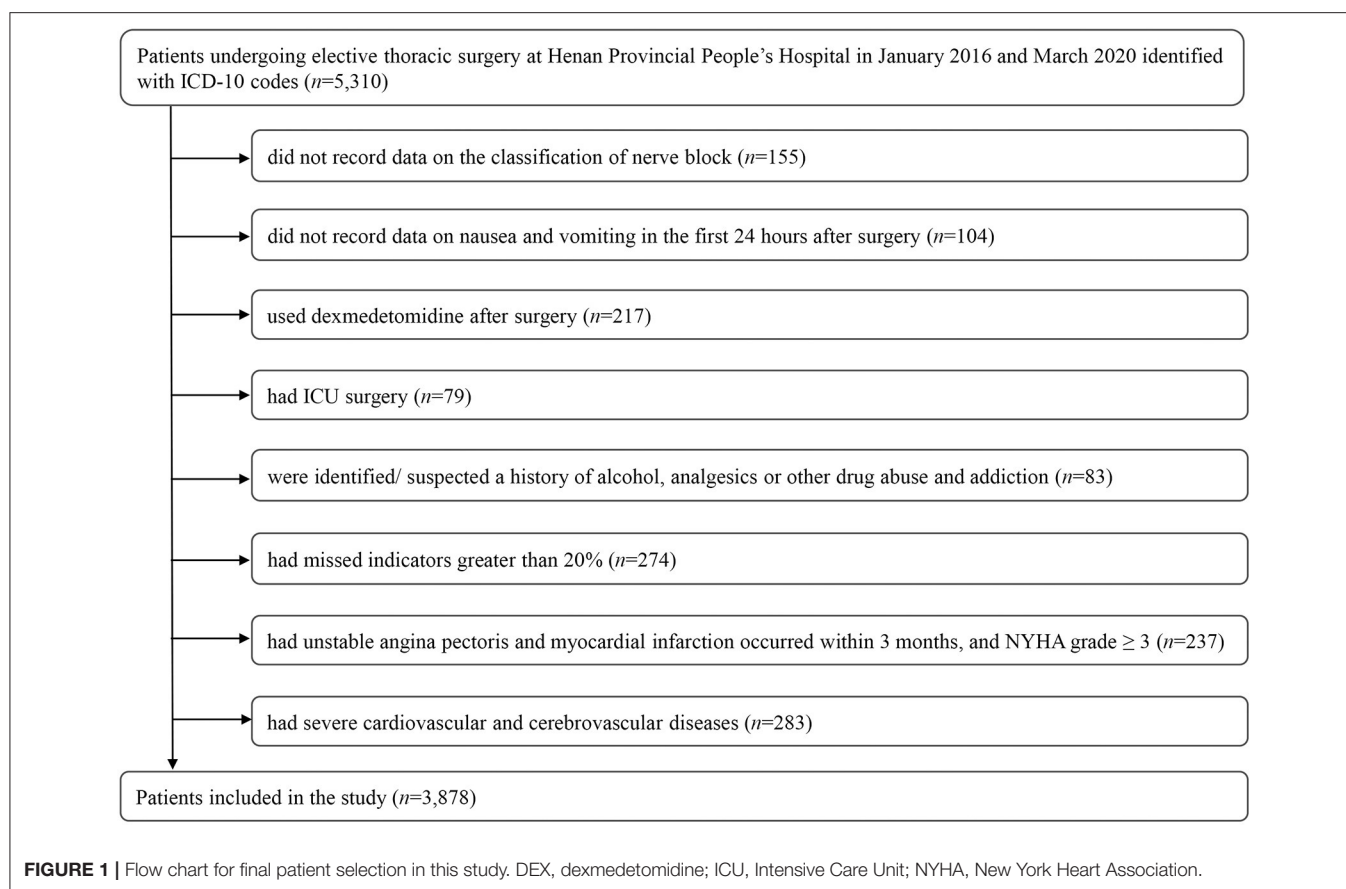 Patients undergoing elective thoracic surgery at Henan Provincial People's Hospital in January 2016 and March 2020 identified
with ICD-10 codes (n=5,310)
did not record data on the classification of nerve block (n=155)
did not record data on nausea and vomiting in the first 24 hours after surgery (n=104)
used dexmedetomidine after surgery (n=217)
had ICU surgery (n=79)
were identified/ suspected a history of alcohol, analgesics or other drug abuse and addiction (n=83)
had missed indicators greater than 20% (n=274)
had unstable angina pectoris and myocardial infarction occurred within 3 months, and NYHA grade ≥ 3 (n=237)
had severe cardiovascular and cerebrovascular diseases (n=283)
Patients included in the study (n=3,878)
FIGURE 1 | Flow chart for final patient selection in this study. DEX, dexmedetomidine; ICU, Intensive Care Unit; NYHA, New York Heart Association.